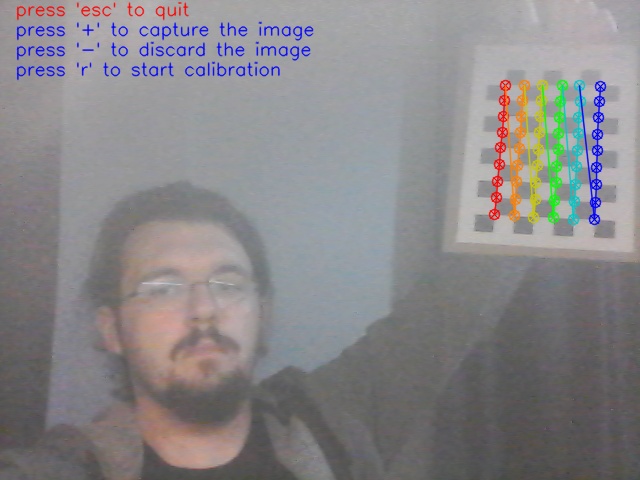 press 'esc' to quit
press '+' to capture the image
press '-' to discard the image
press 'r' to start calibration